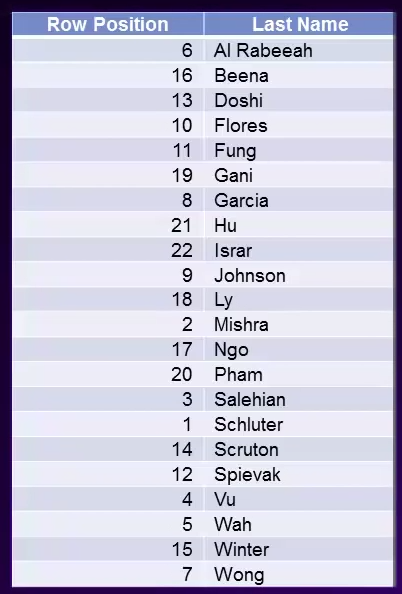 Row Position Last Name
6 Al Rabeeah
16 Beena
13 Doshi
10 Flores
11 Fung
19 Gani
8 Garcia
21 Hu
22 Israr
9 Johnson
18 Ly
2 Mishra
17 Ngo
20 Pham
3 Salehian
1 Schluter
14 Scruton
12 Spievak
4 Vu
5 Wah
15 Winter
7 Wong